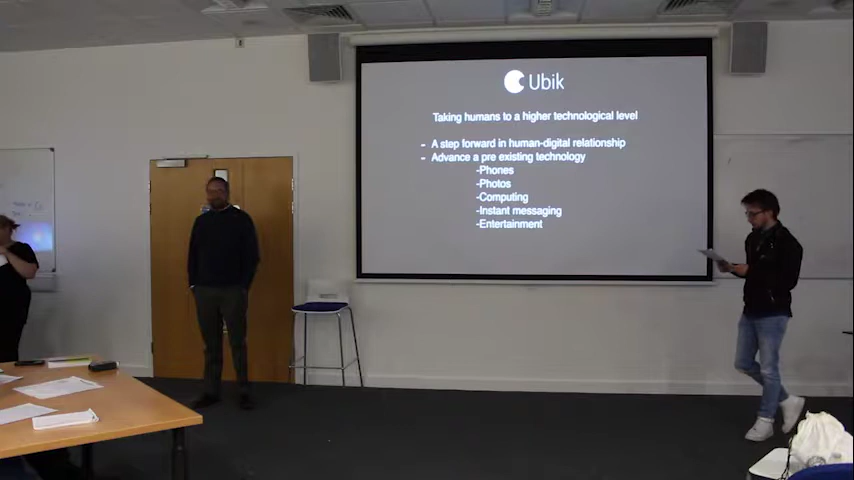 Ubik
Taking humans to a higher technological level
- A step forward in human-digital relationship
- Advance a pre existing technology
-Phones
-Photos
-Computing
-Instant messaging
-Entertainment